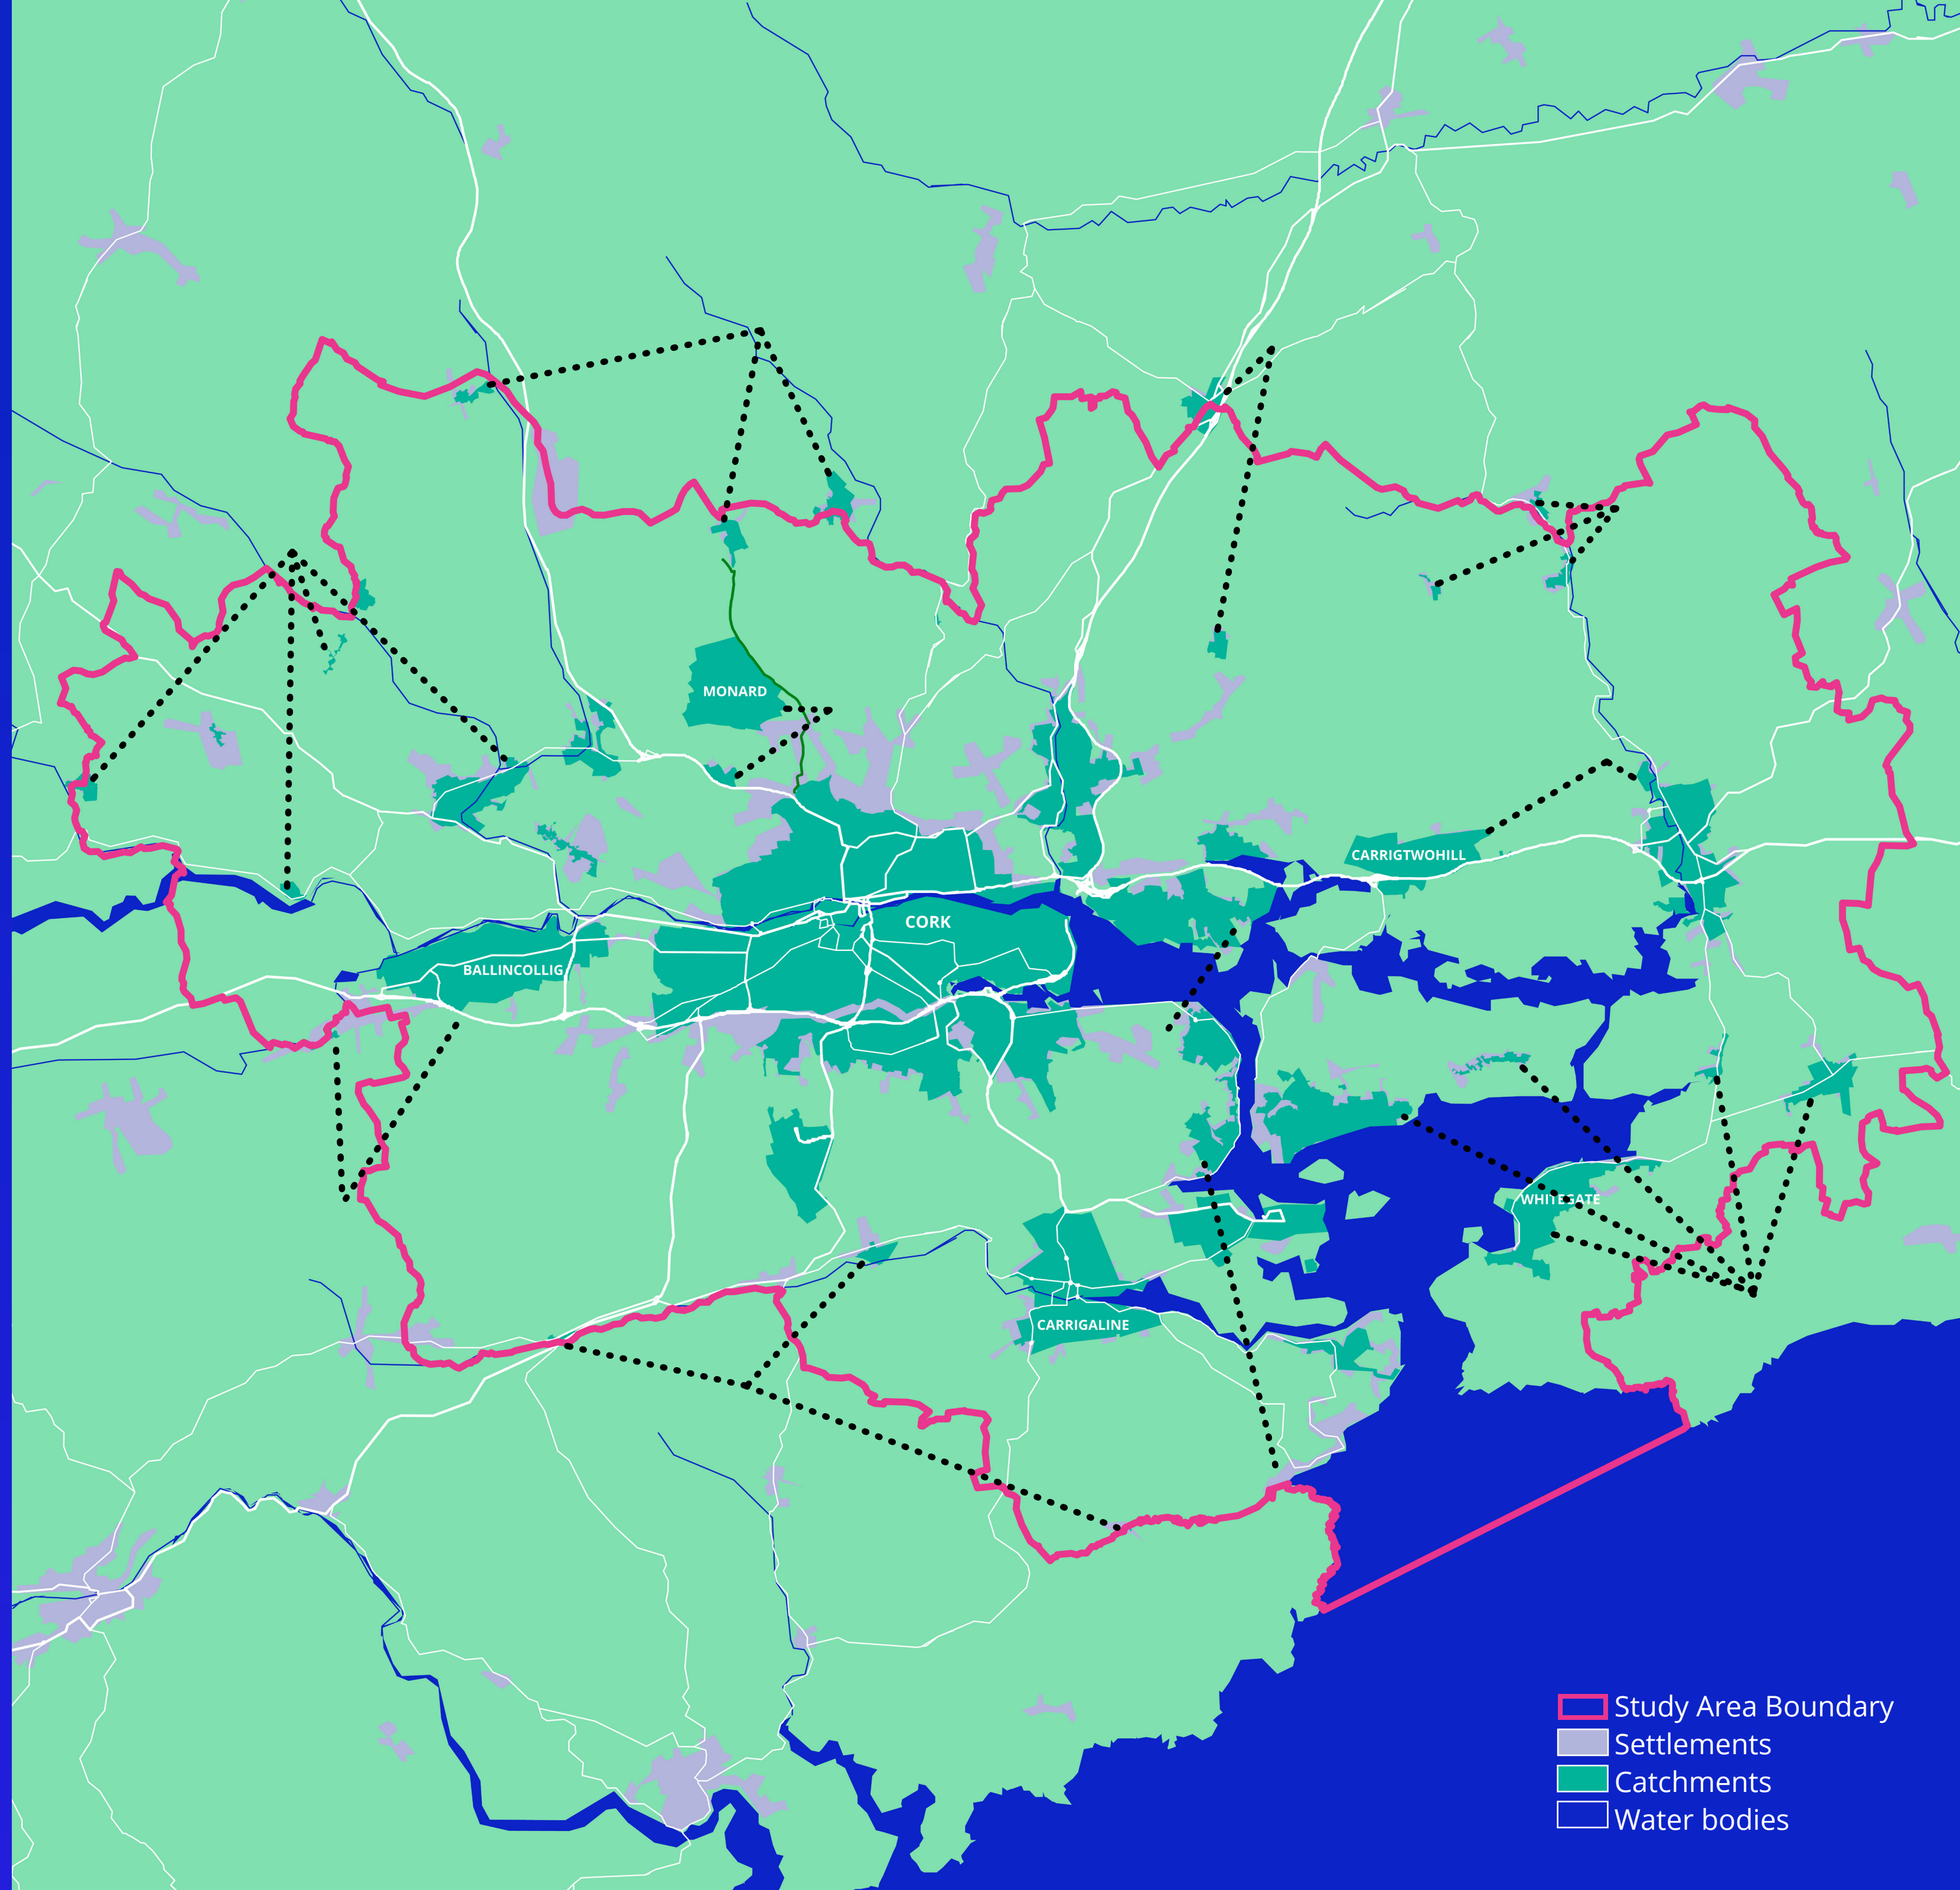 MONARD
CARRIGTWOHILL
CORK
BALLINCOLLIG
WHITEGATE
CARRIGALINE
Study Area Boundary
Settlements
Catchments
Water bodies